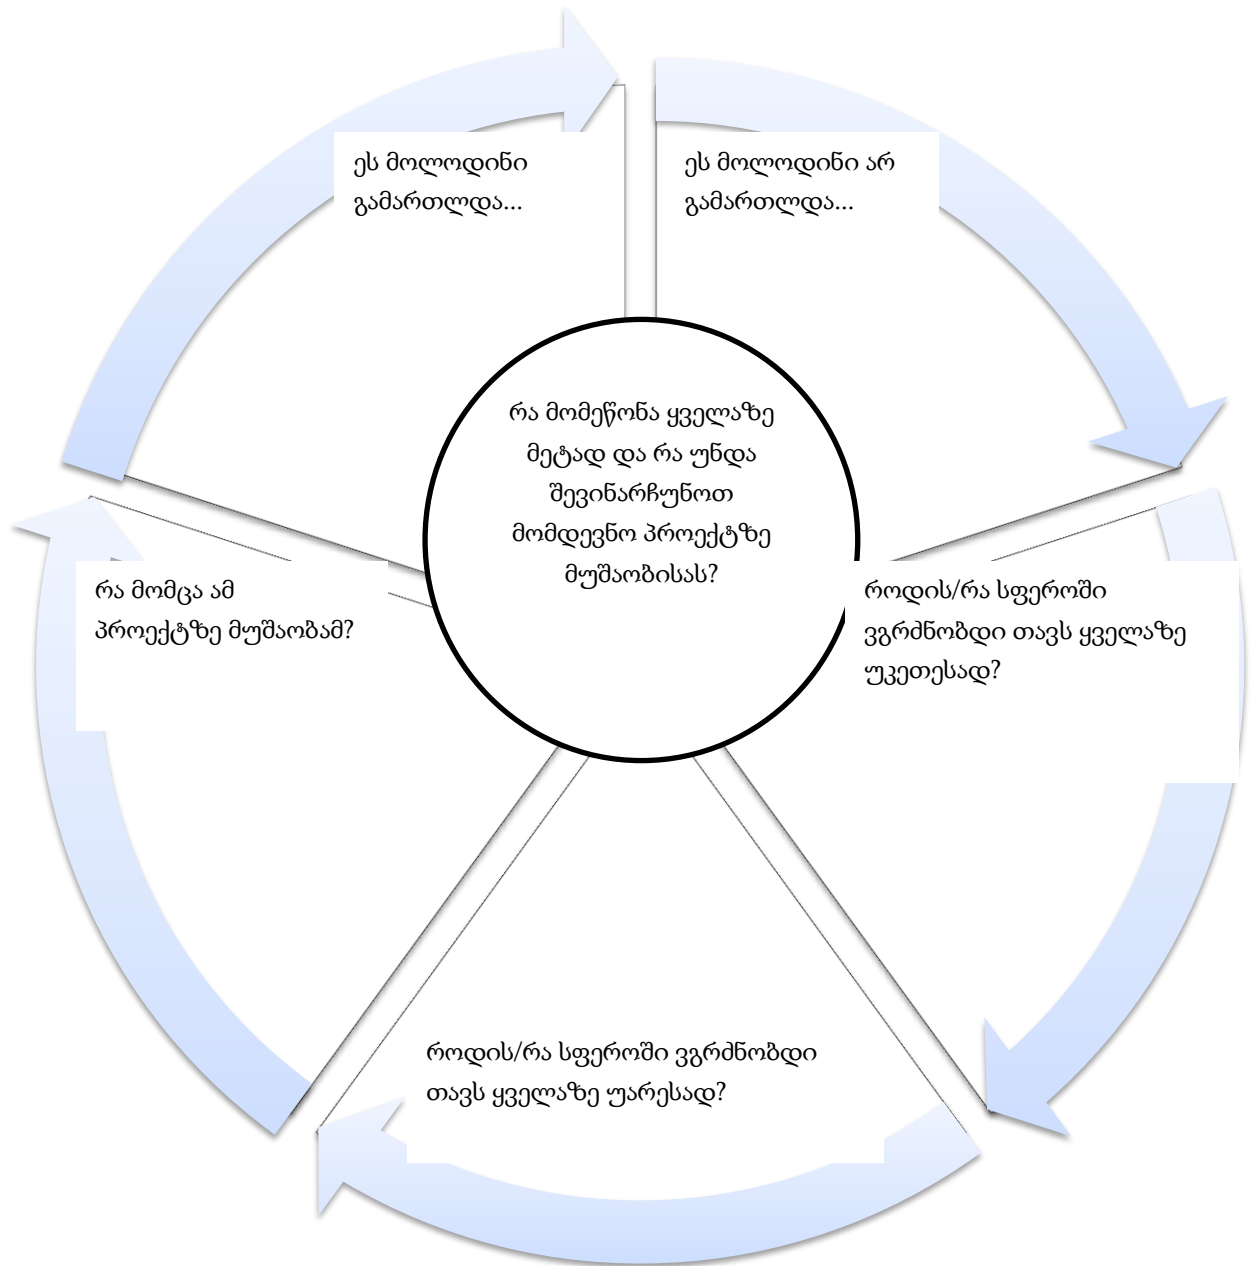 ეს მოლოდინი
გამართლდა...
ეს მოლოდინი არ
გამართლდა...
რა მომეწონა ყველაზე
მეტად და რა უნდა
შევინარჩუნოთ
მომდევნო პროექტზე
მუშაობისას?
რა მომცა ამ
პროექტზე მუშაობამ?
როდის/რა სფეროში
ვგრძნობდი თავს ყველაზე
უკეთესად?
როდის/რა სფეროში ვგრძნობდი
თავს ყველაზე უარესად?